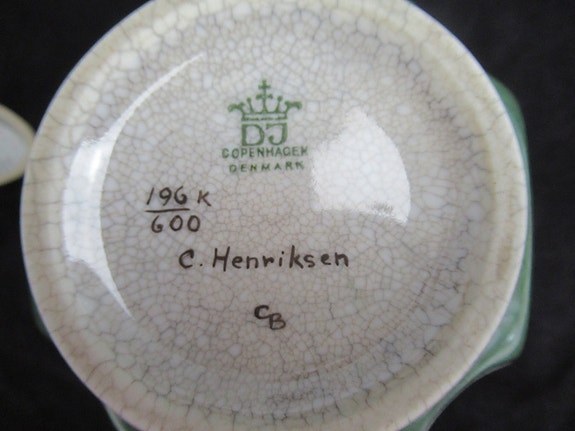 DJ
COPENHAGEN
DENMARK
196 K
600
C. Henriksen
CB